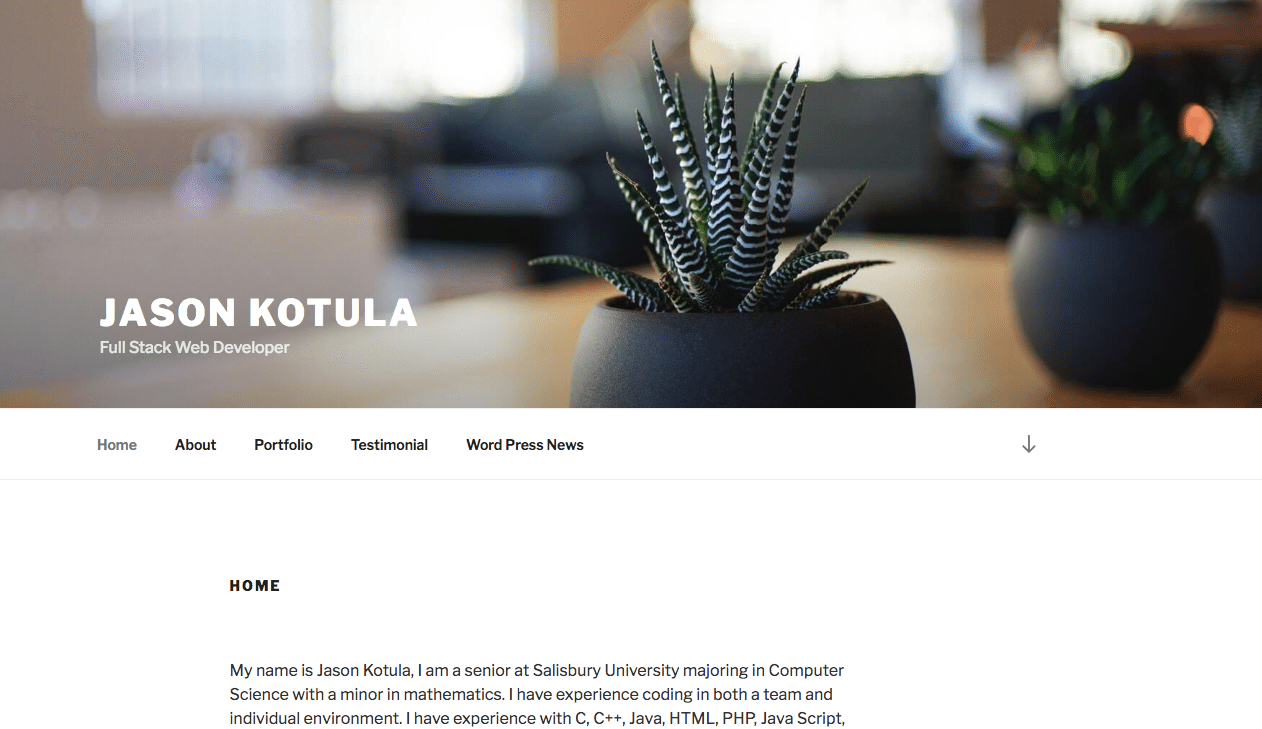 JASON KOTULA
Full Stack Web Developer
Home About Portfolio Testimonial Word Press News
HOME
My name is Jason Kotula, I am a senior at Salisbury University majoring in Computer
Science with a minor in mathematics. I have experience coding in both a team and
individual environment. I have experience with C, C++, Java, HTML, PHP, Java Script,